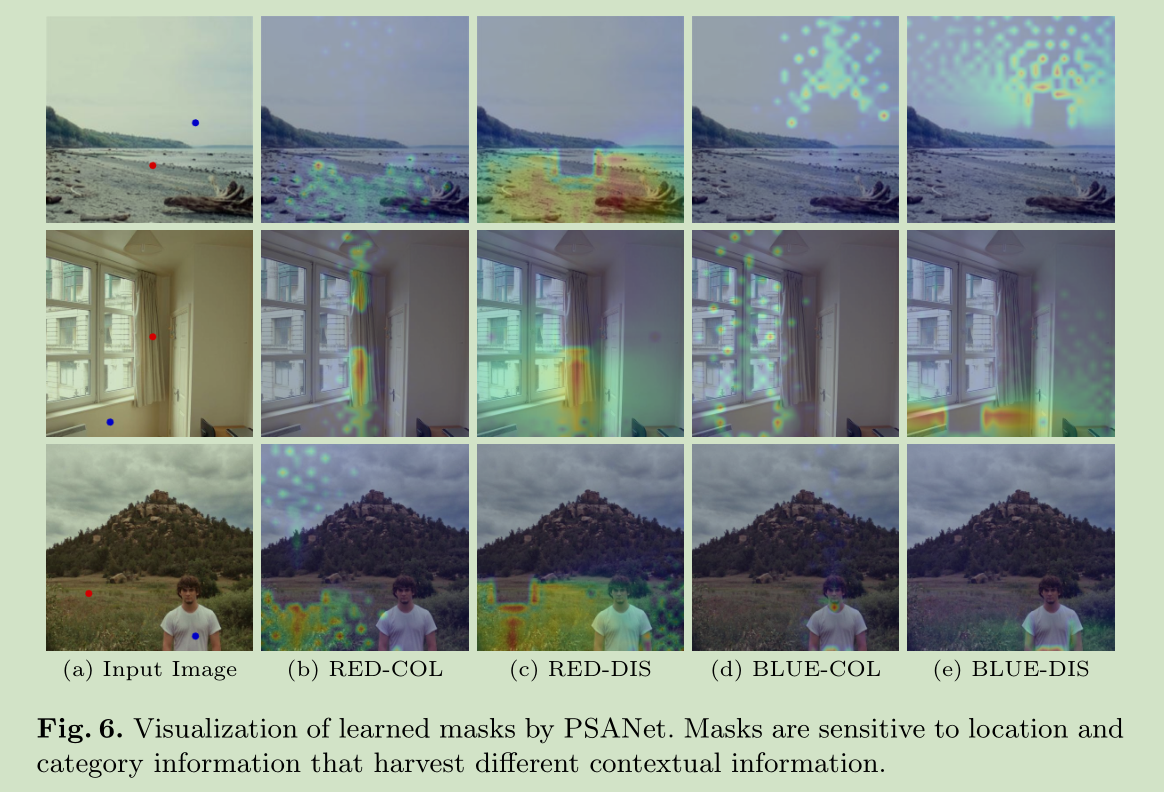 (a) Input Image (b) RED-COL (c) RED-DIS (d) BLUE-COL (e) BLUE-DIS
Fig. 6. Visualization of learned masks by PSANet. Masks are sensitive to location and
category information that harvest different contextual information.